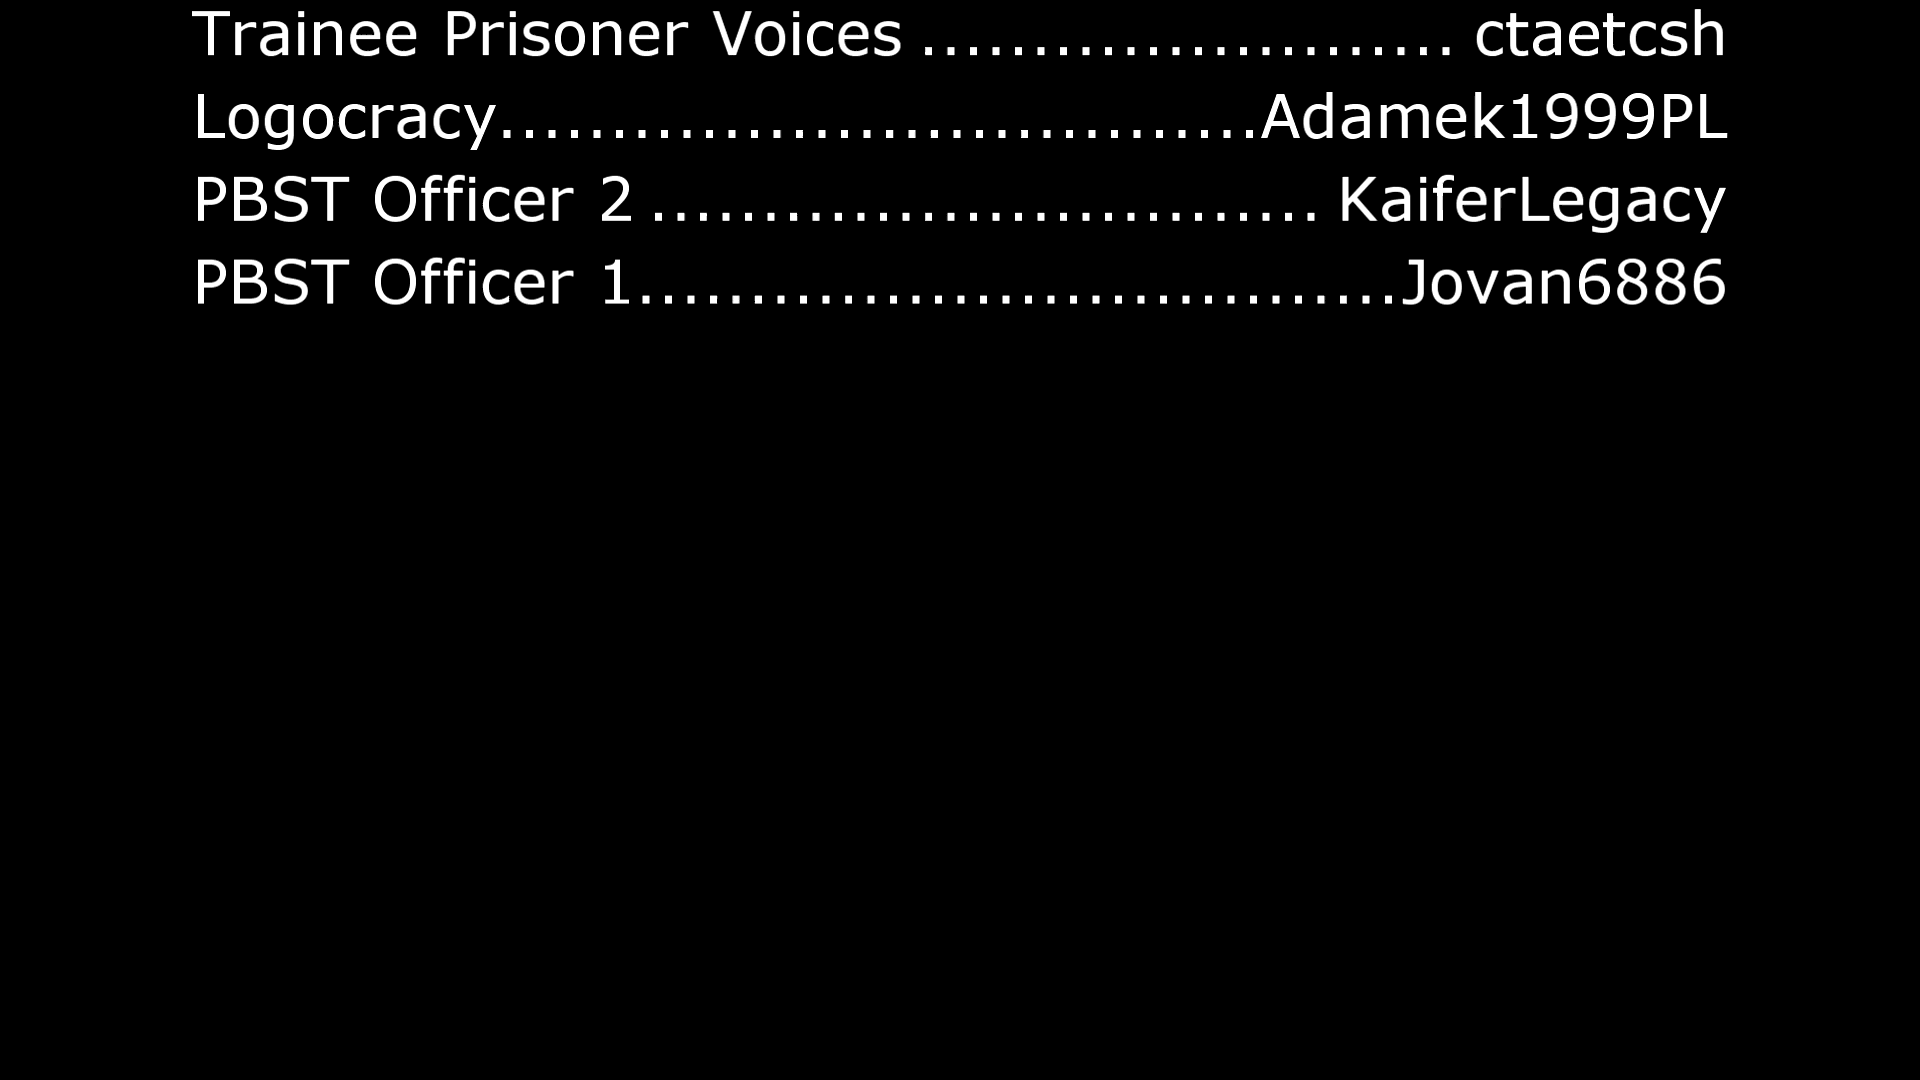 Trainee Prisoner Voices ........................ ctaetcsh
Logocracy..................................Adamek1999PL
PBST Officer 2 .............................. KaiferLegacy
PBST Officer 1..................................Jovan6886